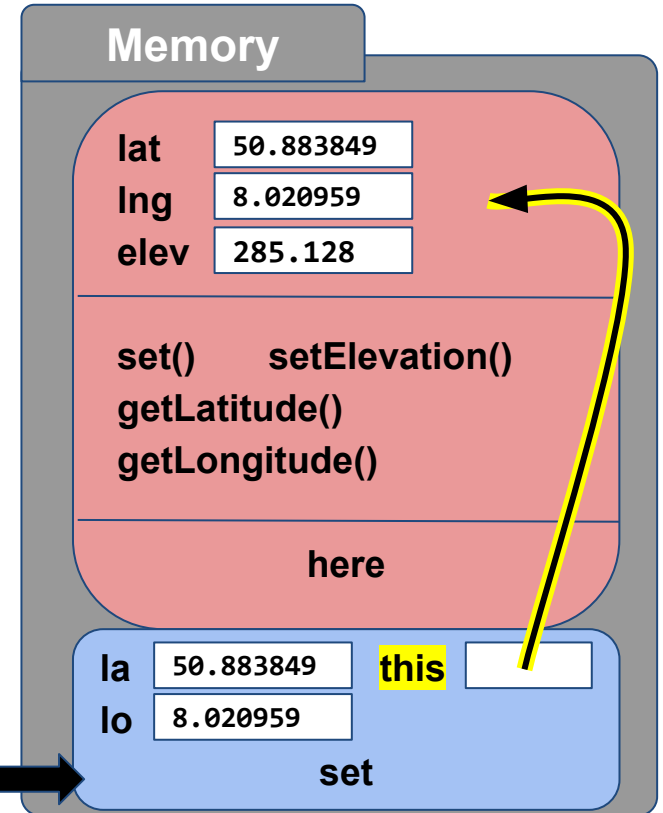 Memory
lat 50.883849
lng 8.020959
elev 285.128
set() setElevation()
getLatitude()
getLongitude()
here
la 50.883849 this
lo 8.020959
set